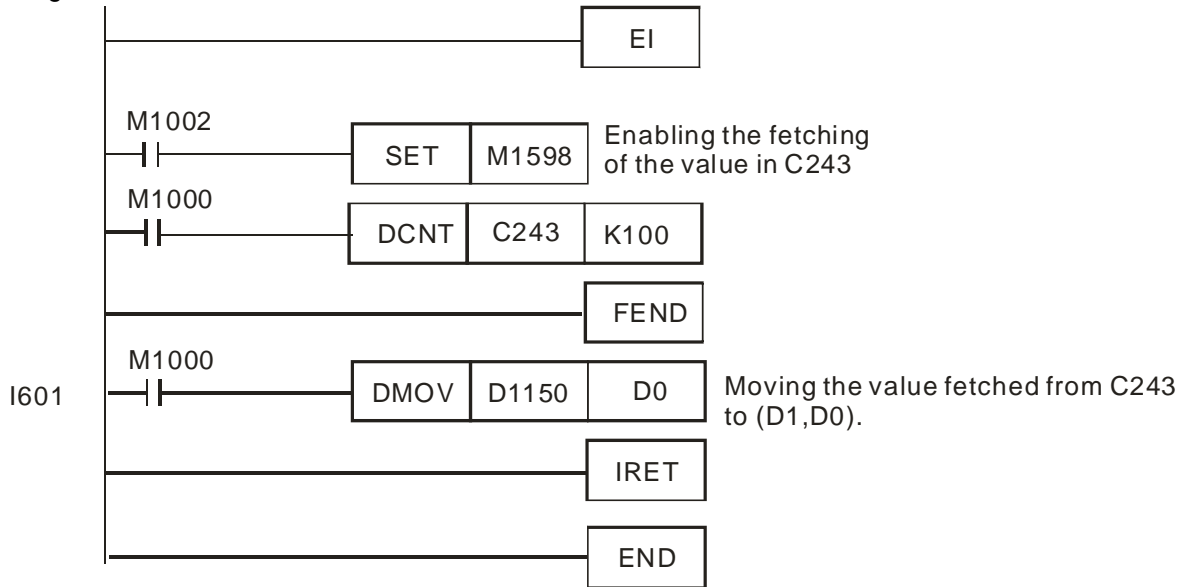 EI
M1002
SET M1598
Enabling the fetching
of the value in C243
M1000
DCNT C243 K100
FEND
M1000
I601
DMOV D1150 D0
Moving the value fetched from C243
to (D1,D0).
IRET
END